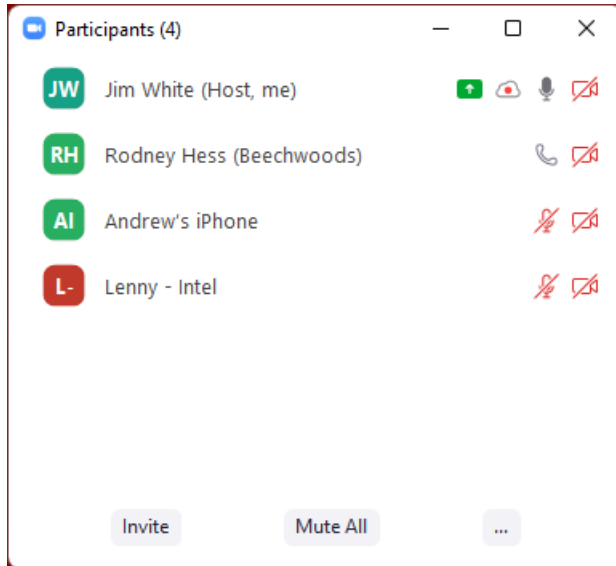 Participants (4)
JW Jim White (Host, me)
RH Rodney Hess (Beechwoods)
AI Andrew's iPhone
L- Lenny - Intel
Invite Mute All ...